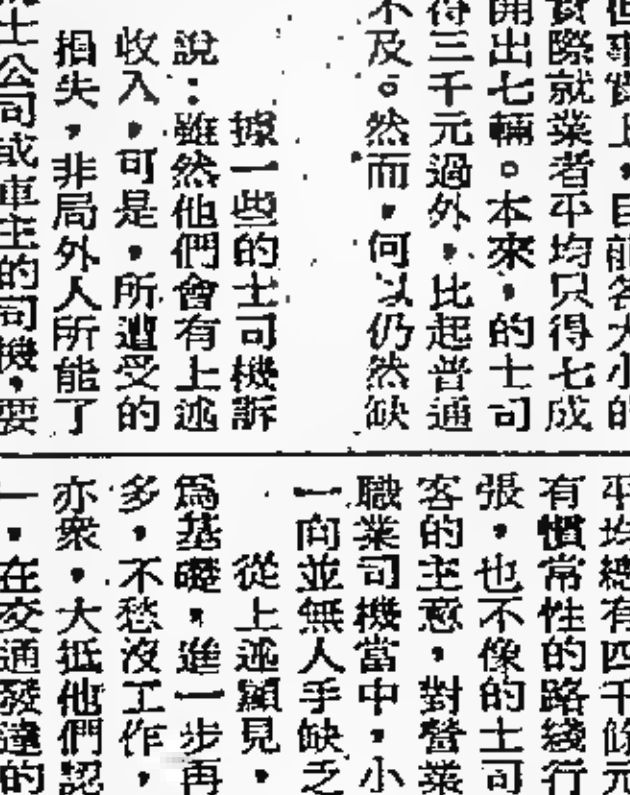 但事實上，目前各大小的
實際就業者平均只得七成
開出七輛。本來，的士司
得三千元過外，比起普通
不及。然而，何以仍然缺
據一些的士司機訴
說：雖然他們會有上述
收入，可是，所遭受的
損失，非局外人所能了
士公司或車主的司機，要
平均總有四千餘元
有慣常性的路綫行
張，也不像的士司
客的主意，對營業
職業司機當中，小
一向並無人手缺乏
從上述顯見，
爲基礎，進一步再
多，不愁沒工作，
亦衆，大抵他們認
一，在交通發達的